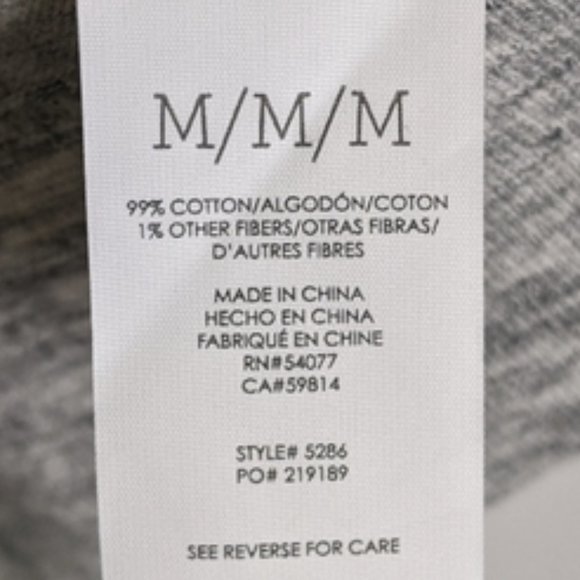 M/M/M
99% COTTON/ALGODÓN/COTON
1% OTHER FIBERS/OTRAS FIBRAS/
D'AUTRES FIBRES
MADE IN CHINA
HECHO EN CHINA
FABRIQUÉ EN CHINE
RN#54077
CA#59814
STYLE# 5286
PO# 219189
SEE REVERSE FOR CARE